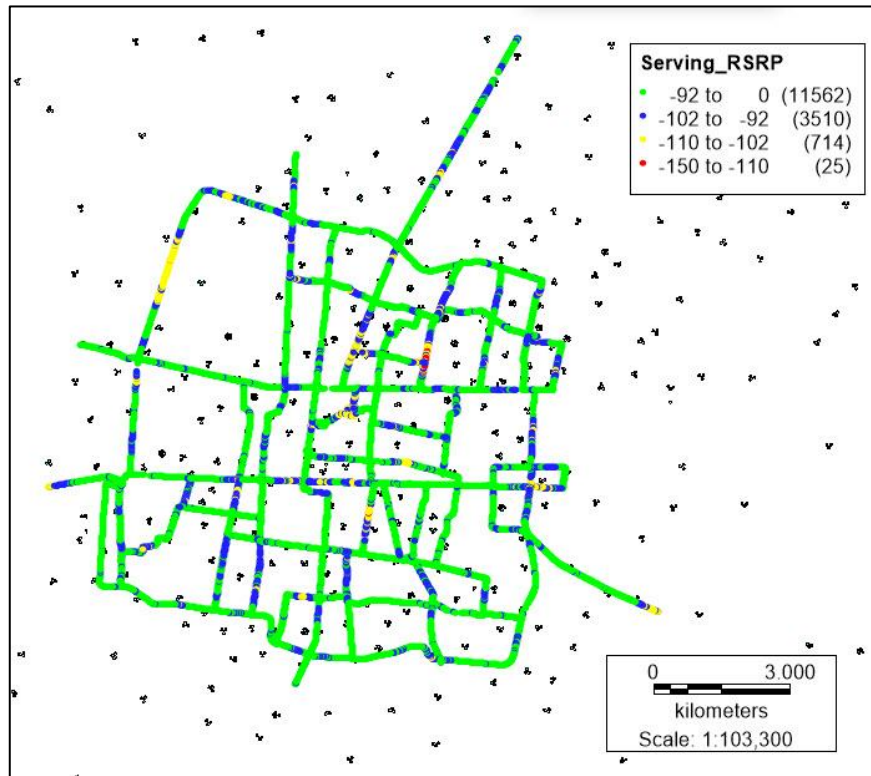 Serving_RSRP
-92 to 0 (11562)
-102 to -92 (3510)
-110 to -102 (714)
-150 to -110 (25)
0 3.000
kilometers
Scale: 1:103,300